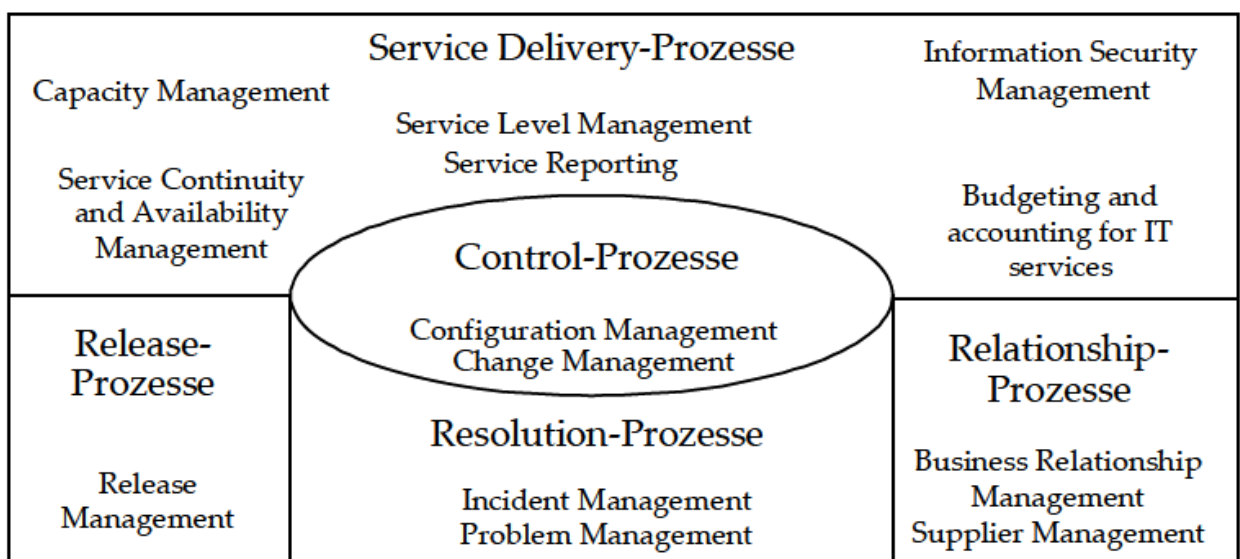 Service Delivery-Prozesse
Capacity Management
Service Continuity
and Availability
Management
Service Level Management
Service Reporting
Information Security
Management
Budgeting and
accounting for IT
services
Control-Prozesse
Configuration Management
Change Management
Release-
Prozesse
Release
Management
Resolution-Prozesse
Incident Management
Problem Management
Relationship-
Prozesse
Business Relationship
Management
Supplier Management